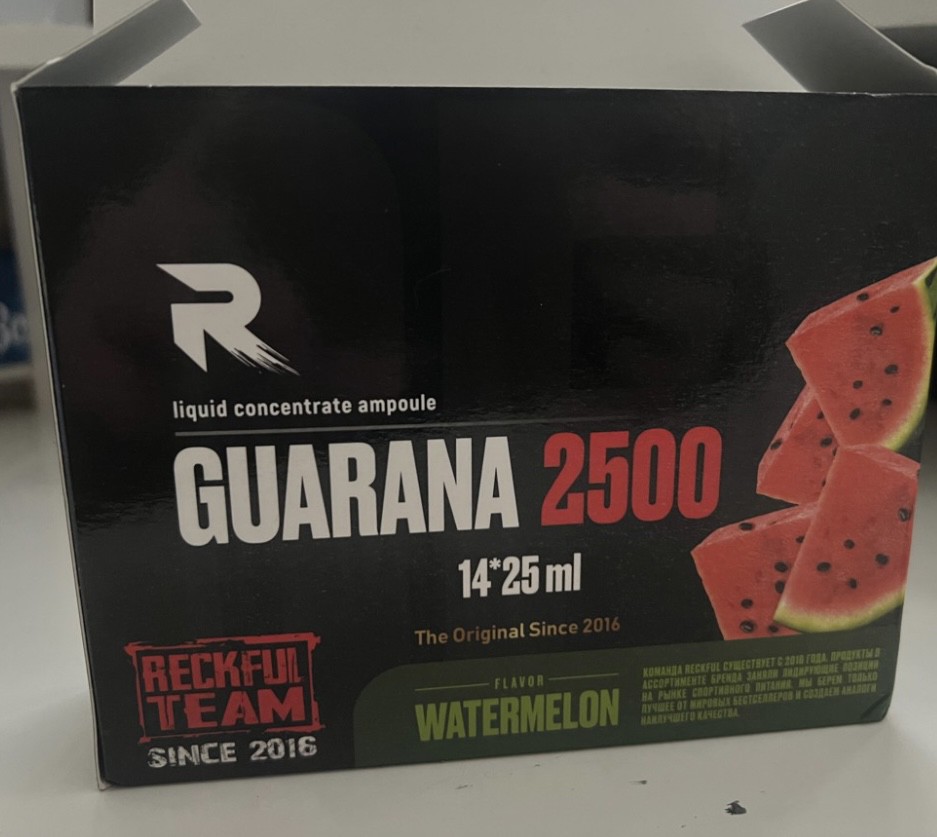 R
liquid concentrate ampoule
GUARANA 2500
14*25 ml
The Original Since 2016
RECKFUL
TEAM
SINCE 2016
FLAVOR
WATERMELON
КОМАНДА RECKFUL СУЩЕСТВУЕТ С 2016 ГОДА. ПРОДУКТЫ В
АССОРТИМЕНТЕ БРЕНДА ЗАНЯЛИ ЛИДИРУЮЩИЕ ПОЗИЦИИ
НА РЫНКЕ СПОРТИВНОГО ПИТАНИЯ. МЫ БЕРЕМ ТОЛЬКО
ЛУЧШЕЕ ОТ МИРОВЫХ БЕСТСЕЛЛЕРОВ И СОЗДАЕМ АНАЛОГИ
НАИЛУЧШЕГО КАЧЕСТВА.